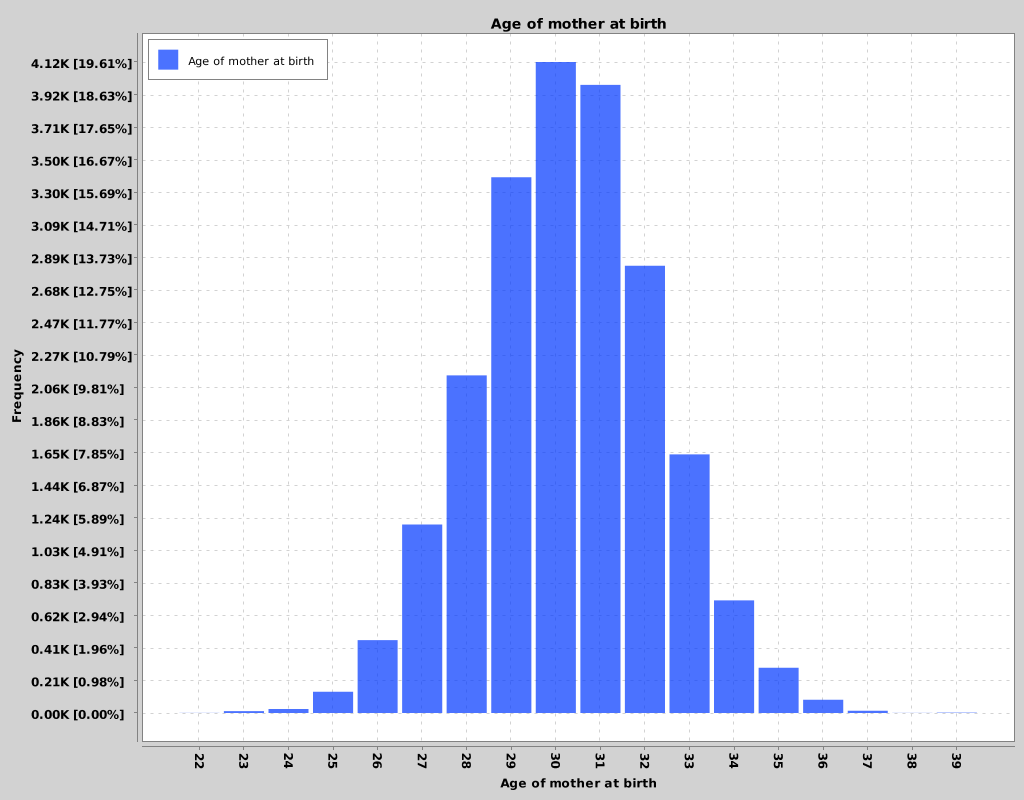 Age of mother at birth
Age of mother at birth
4.12K [19.61%]
3.92K [18.63%]
3.71K [17.65%]
3.50K [16.67%]
3.30K [15.69%]
3.09K [14.71%]
2.89K [13.73%]
2.68K [12.75%]
2.47K [11.77%]
2.27K [10.79%]
2.06K [9.81%]
1.86K [8.83%]
1.65K [7.85%]
1.44K [6.87%]
1.24K [5.89%]
1.03K [4.91%]
0.83K [3.93%]
0.62K [2.94%]
0.41K [1.96%]
0.21K [0.98%]
0.00K [0.00%]
Frequency
22 23 24 25 26 27 28 29 30 31 32 33 34 35 36 37 38 39
Age of mother at birth